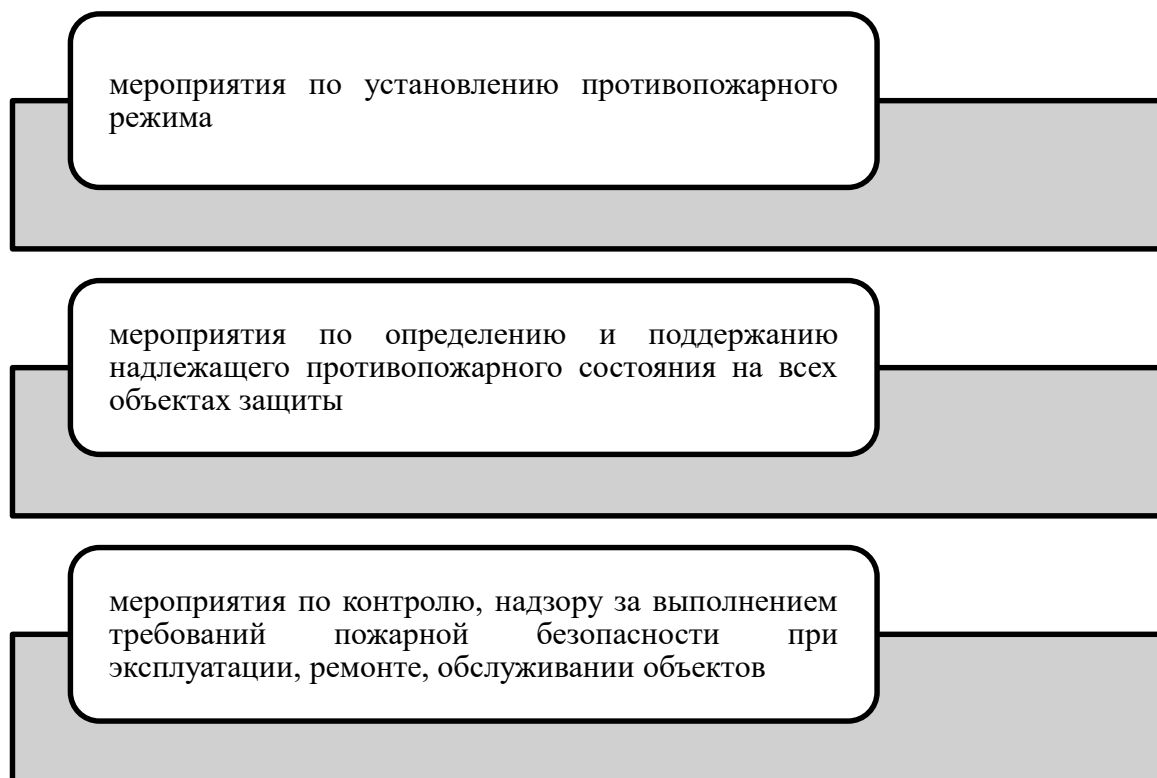 мероприятия по установлению противопожарного
режима
мероприятия по определению и поддержанию
надлежащего противопожарного состояния на всех
объектах защиты
мероприятия по контролю, надзору за выполнением
требований пожарной безопасности при
эксплуатации, ремонте, обслуживании объектов